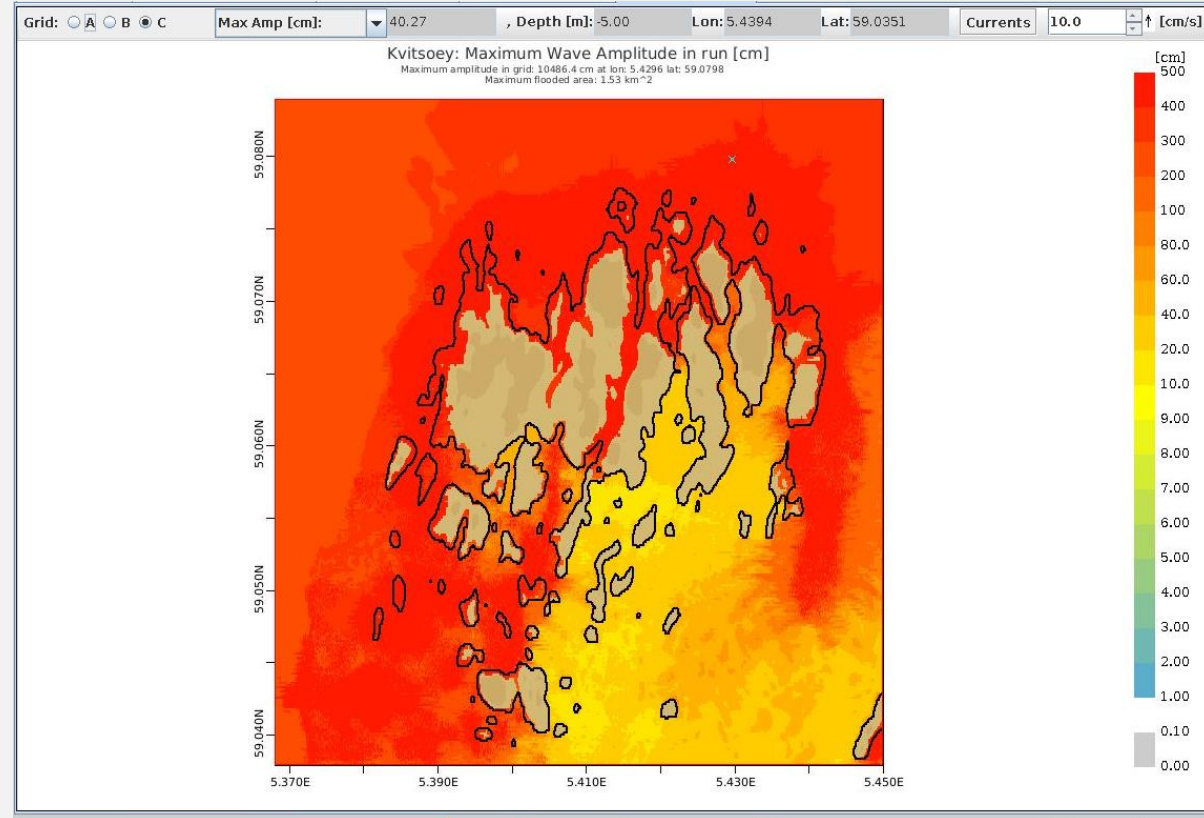 Grid: A B C Max Amp [cm]: 40.27 , Depth [m]: -5.00 Lon: 5.4394 Lat: 59.0351 Currents 10.0 [cm/s]
Kvitsoey: Maximum Wave Amplitude in run [cm]
Maximum amplitude in grid: 10486.4 cm at lon: 5.4296 lat: 59.0798
Maximum flooded area: 1.53 km^2
59.080N
59.070N
59.060N
59.050N
59.040N
5.370E 5.390E 5.410E 5.430E 5.450E
[cm]
500
400
300
200
100
80.0
60.0
40.0
20.0
10.0
9.00
8.00
7.00
6.00
5.00
4.00
3.00
2.00
1.00
0.10
0.00